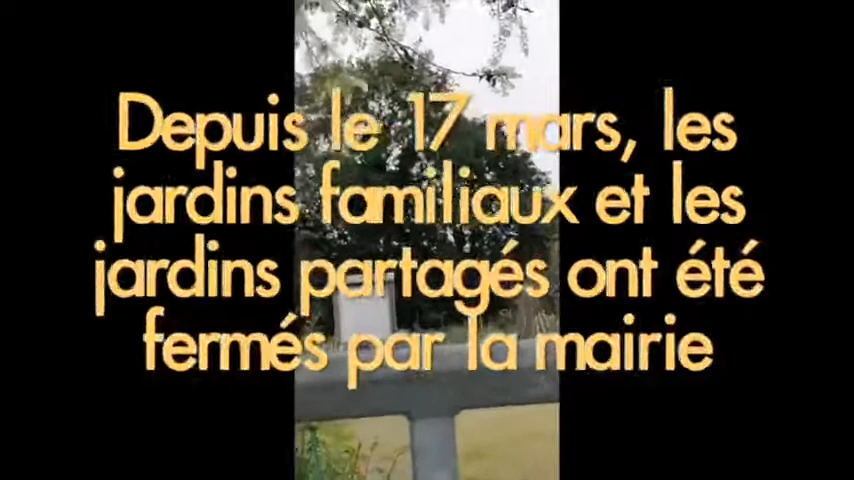 Depuis le 17 mars, les
jardins familiaux et les
jardins partagés ont été
fermés par la mairie